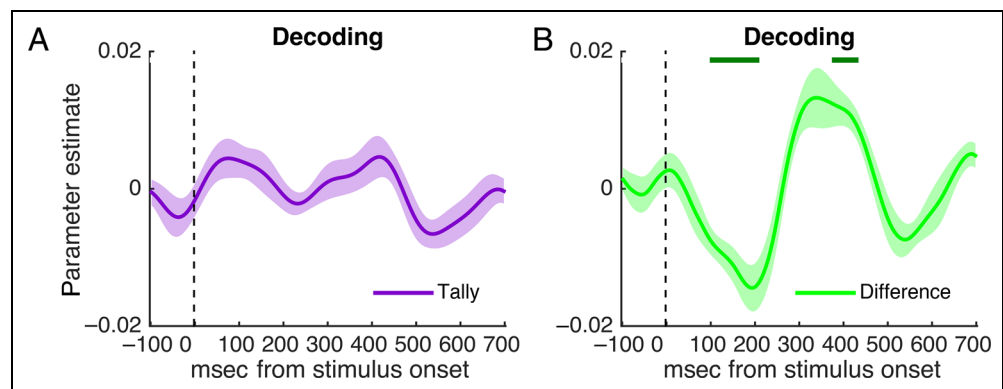 A
Decoding
Parameter estimate
0.02
0
−0.02
Tally
−100 0 100 200 300 400 500 600 700
msec from stimulus onset
B
Decoding
0.02
0
−0.02
Difference
−100 0 100 200 300 400 500 600 700
msec from stimulus onset